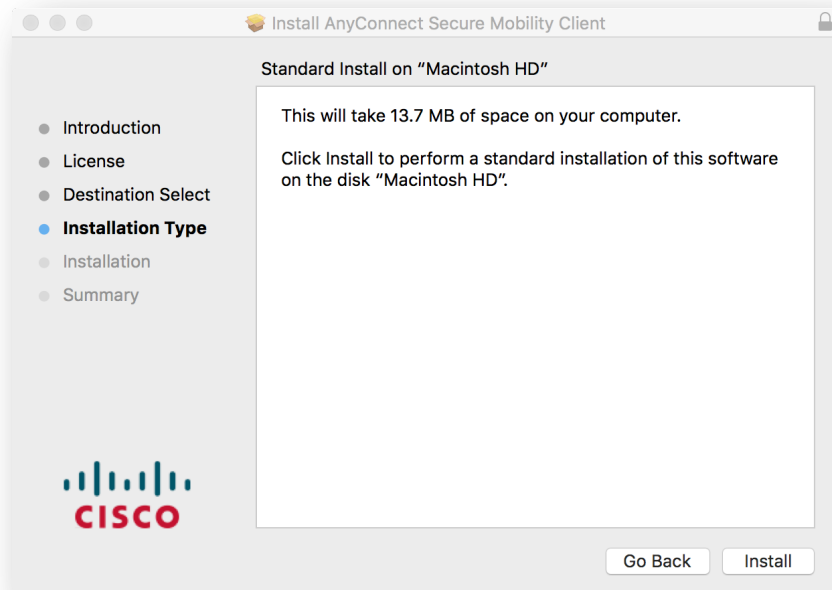 Install AnyConnect Secure Mobility Client
Standard Install on “Macintosh HD”
Introduction
License
Destination Select
Installation Type
Installation
Summary
This will take 13.7 MB of space on your computer.
Click Install to perform a standard installation of this software
on the disk “Macintosh HD”.
CISCO
Go Back
Install